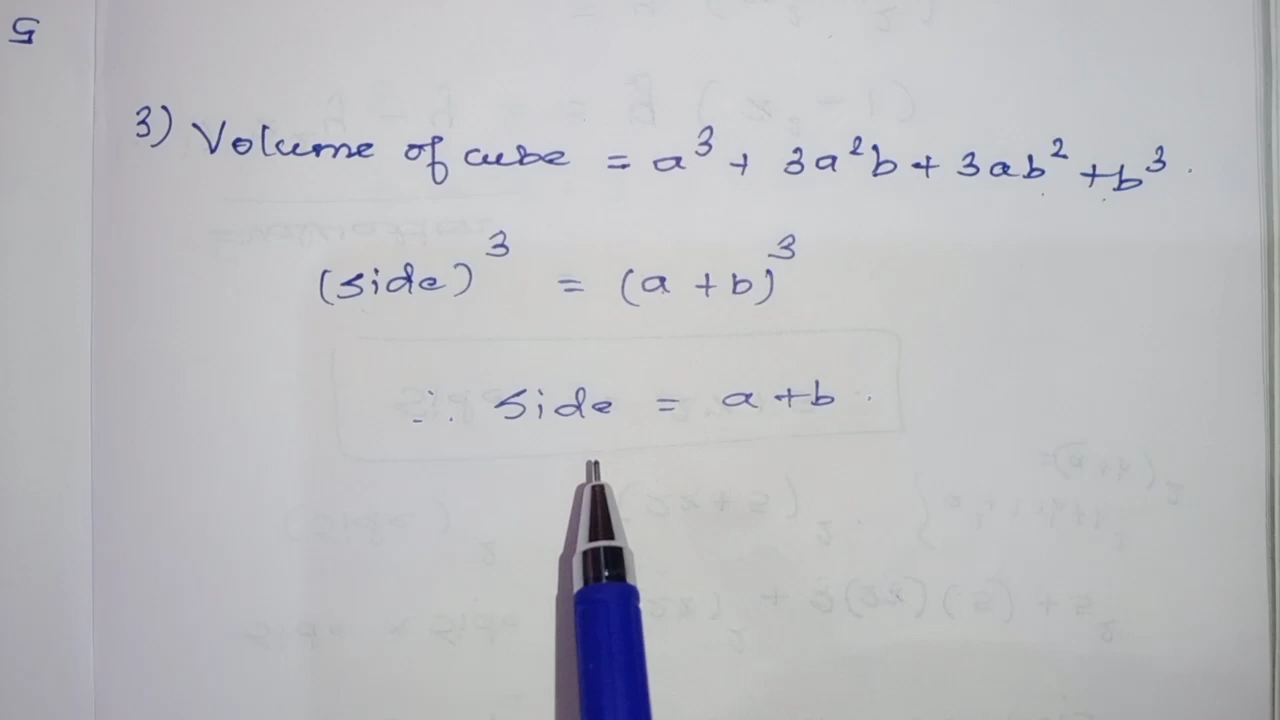 5
3) Volume of cube = a³ + 3a²b + 3ab² + b³.
(side)³ = (a + b)³
∴ side = a + b.